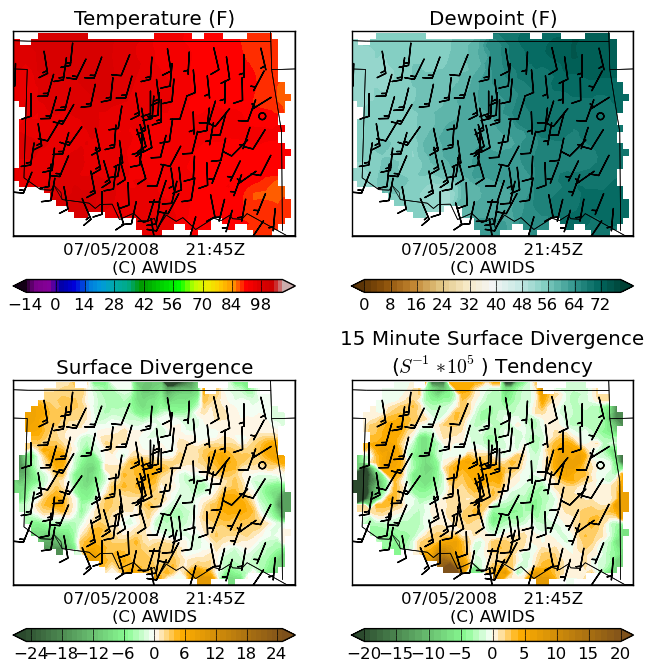 Temperature (F)
07/05/2008 21:45Z
(C) AWIDS
−14 0 14 28 42 56 70 84 98
Dewpoint (F)
07/05/2008 21:45Z
(C) AWIDS
0 8 16 24 32 40 48 56 64 72
Surface Divergence
07/05/2008 21:45Z
(C) AWIDS
−24 −18 −12 −6 0 6 12 18 24
15 Minute Surface Divergence
(S⁻¹ *10⁵ ) Tendency
07/05/2008 21:45Z
(C) AWIDS
−20 −15 −10 −5 0 5 10 15 20